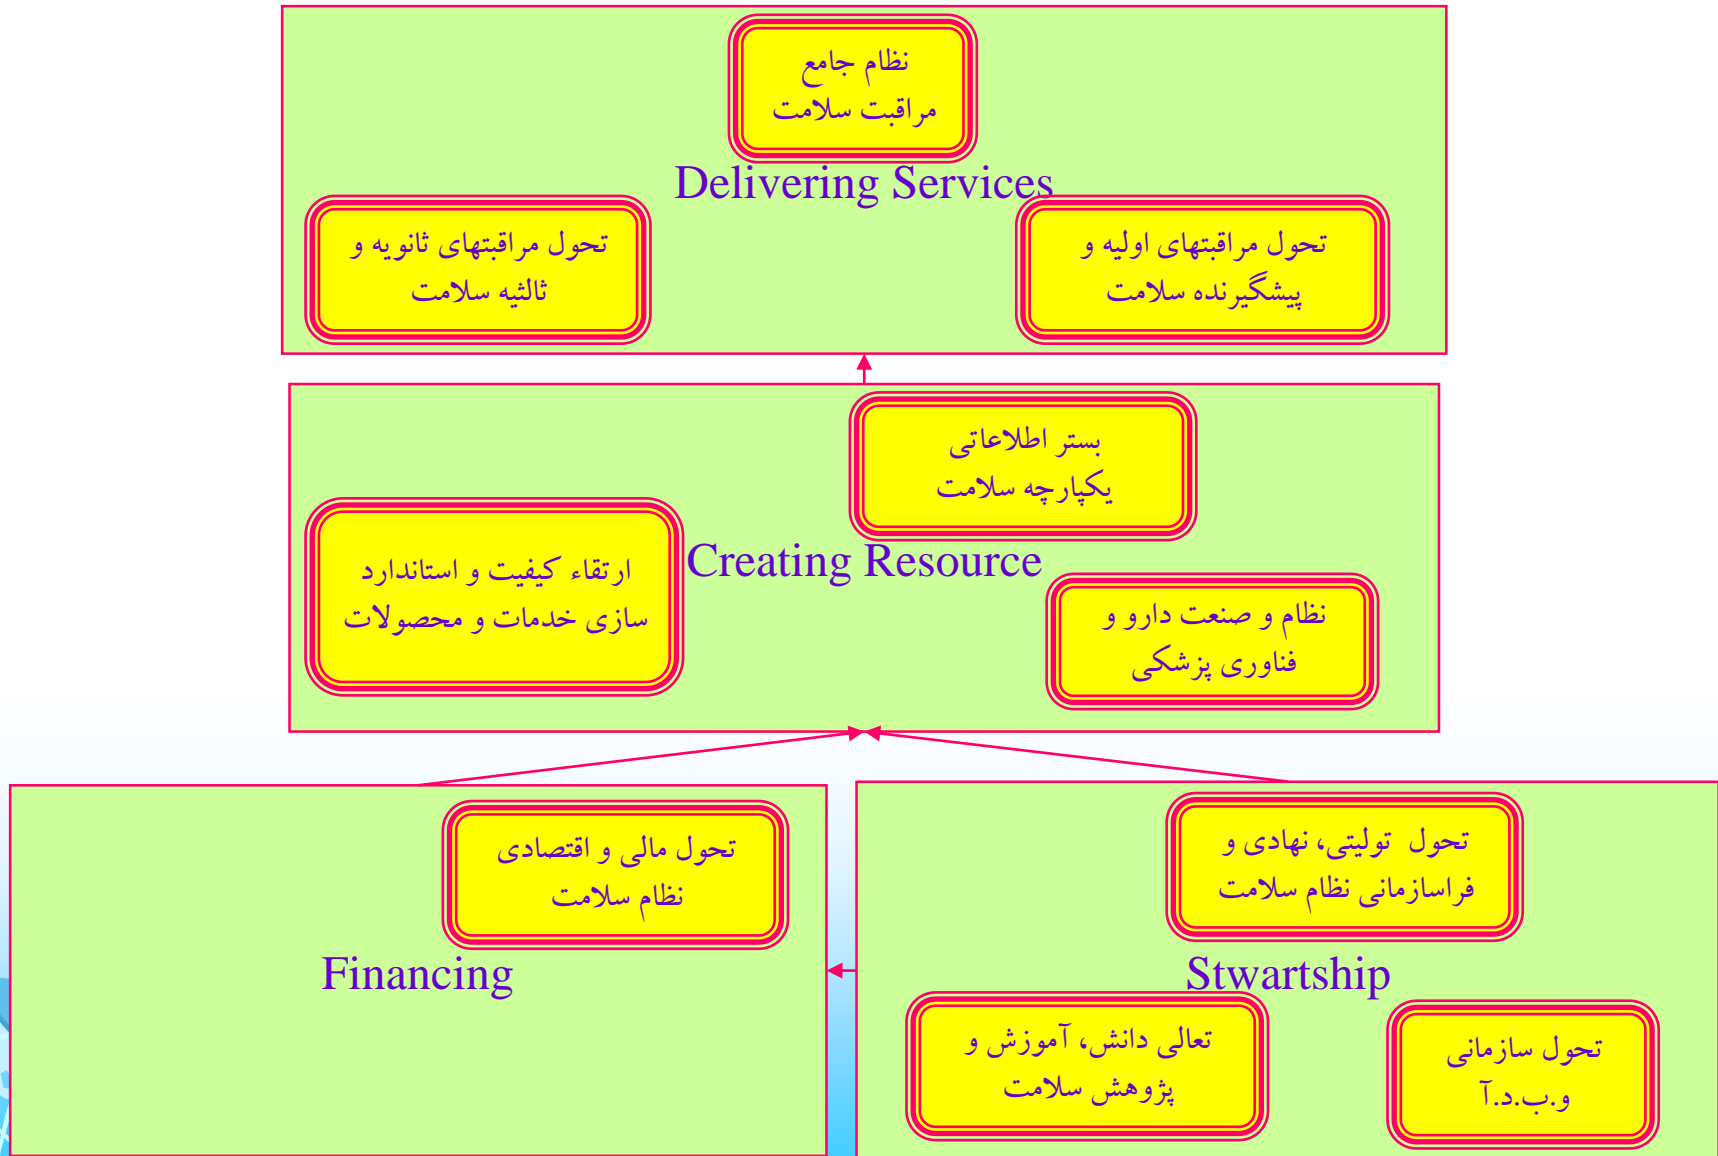 نظام جامع
مراقبت سلامت
Delivering Services
تحول مراقبتهای اولیه و
پیشگیرنده سلامت
تحول مراقبتهای ثانویه و
ثالثیه سلامت
بستر اطلاعاتی
یکپارچه سلامت
Creating Resource
ارتقاء کیفیت و استاندارد
سازی خدمات و محصولات
نظام و صنعت دارو و
فناوری پزشکی
تحول تولیتی، نهادی و
فراسازمانی نظام سلامت
Stwartship
تحول سازمانی
و.ب.د.آ
تعالی دانش، آموزش و
پژوهش سلامت
تحول مالی و اقتصادی
نظام سلامت
Financing